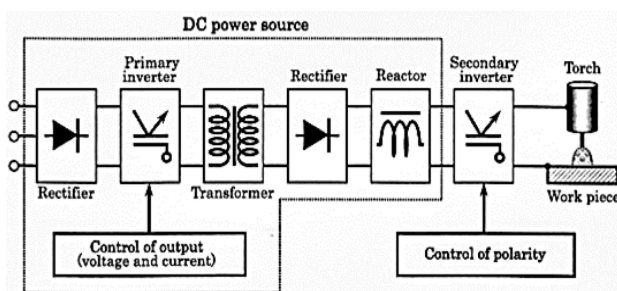 DC power source
Primary
inverter
Rectifier
Reactor
Secondary
inverter
Torch
Rectifier
Transformer
Work piece
Control of output
(voltage and current)
Control of polarity